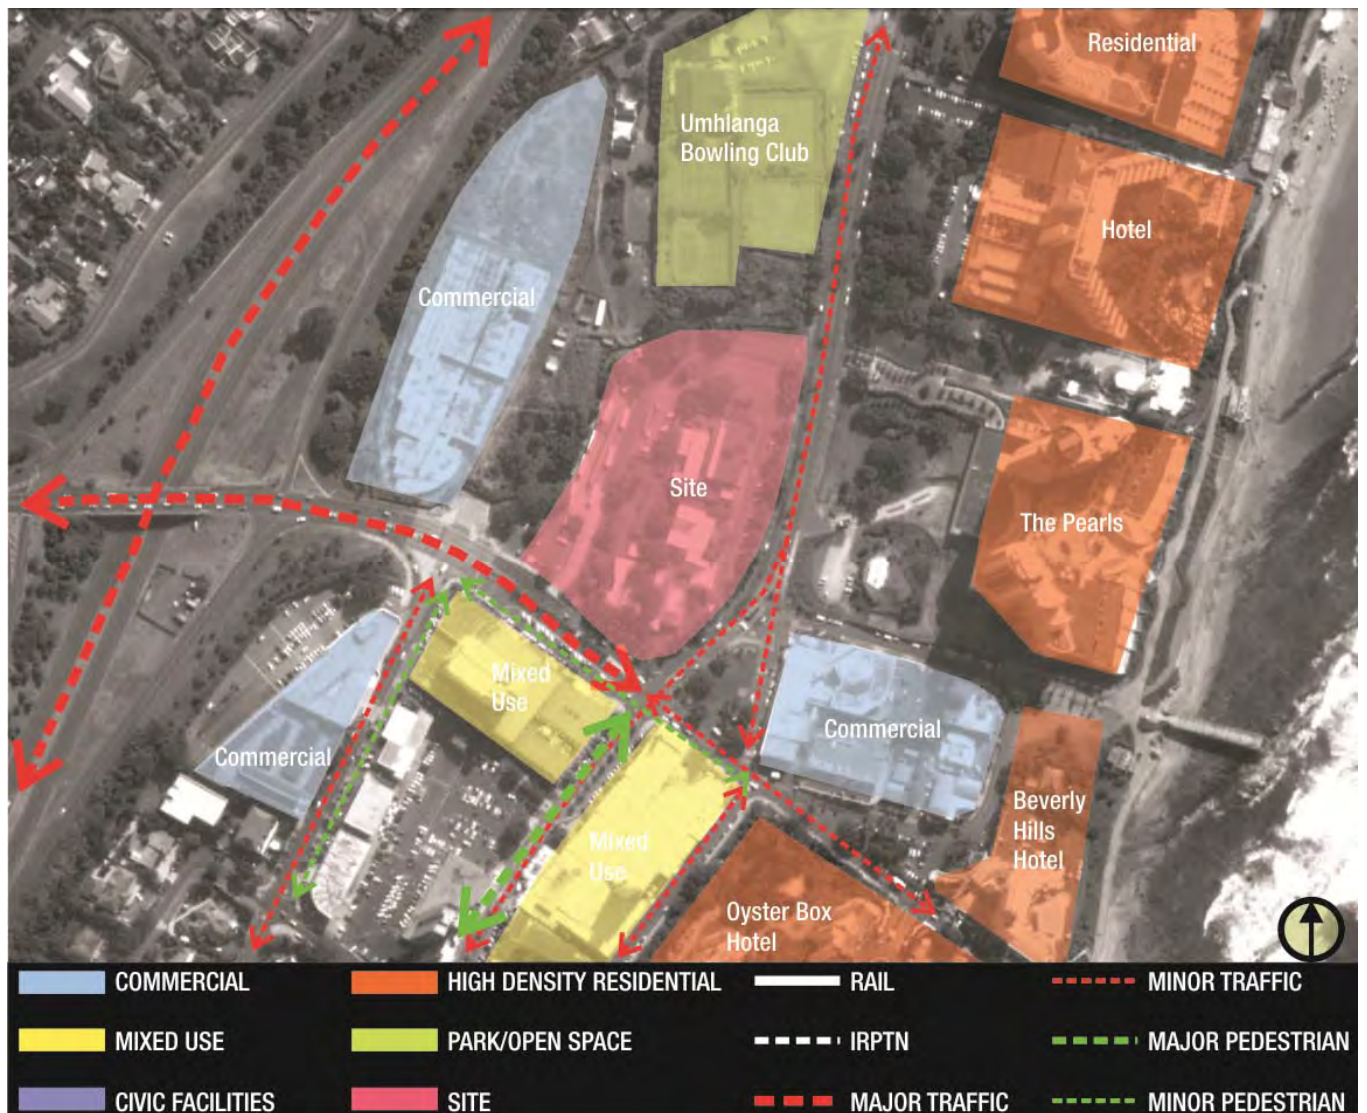 Residential
Umhlanga
Bowling Club
Hotel
Commercial
Site
The Pearls
Mixed
Use
Commercial
Commercial
Beverly
Hills
Hotel
Mixed
Use
Oyster Box
Hotel
COMMERCIAL
HIGH DENSITY RESIDENTIAL
RAIL
MINOR TRAFFIC
MIXED USE
PARK/OPEN SPACE
IRPTN
MAJOR PEDESTRIAN
CIVIC FACILITIES
SITE
MAJOR TRAFFIC
MINOR PEDESTRIAN